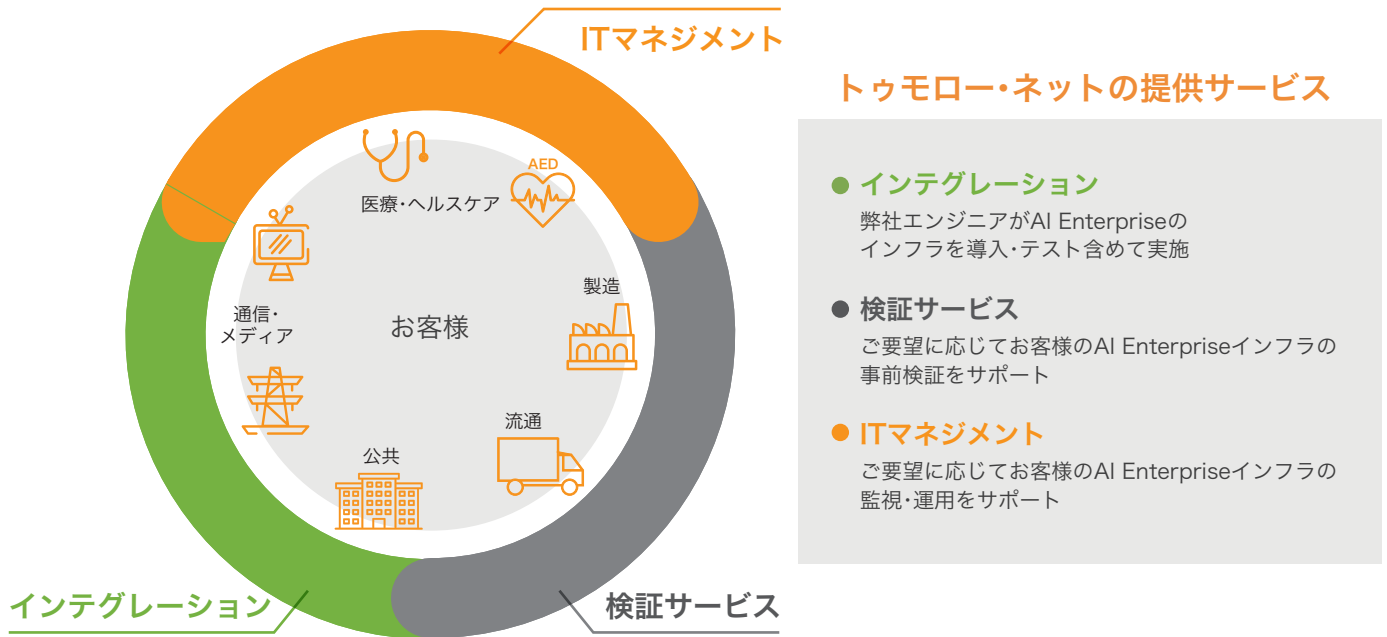 ITマネジメント
AED
医療・ヘルスケア
製造
通信・
メディア
お客様
流通
公共
インテグレーション
検証サービス
トゥモロー・ネットの提供サービス
● インテグレーション
弊社エンジニアがAI Enterpriseの
インフラを導入・テスト含めて実施
● 検証サービス
ご要望に応じてお客様のAI Enterpriseインフラの
事前検証をサポート
● ITマネジメント
ご要望に応じてお客様のAI Enterpriseインフラの
監視・運用をサポート